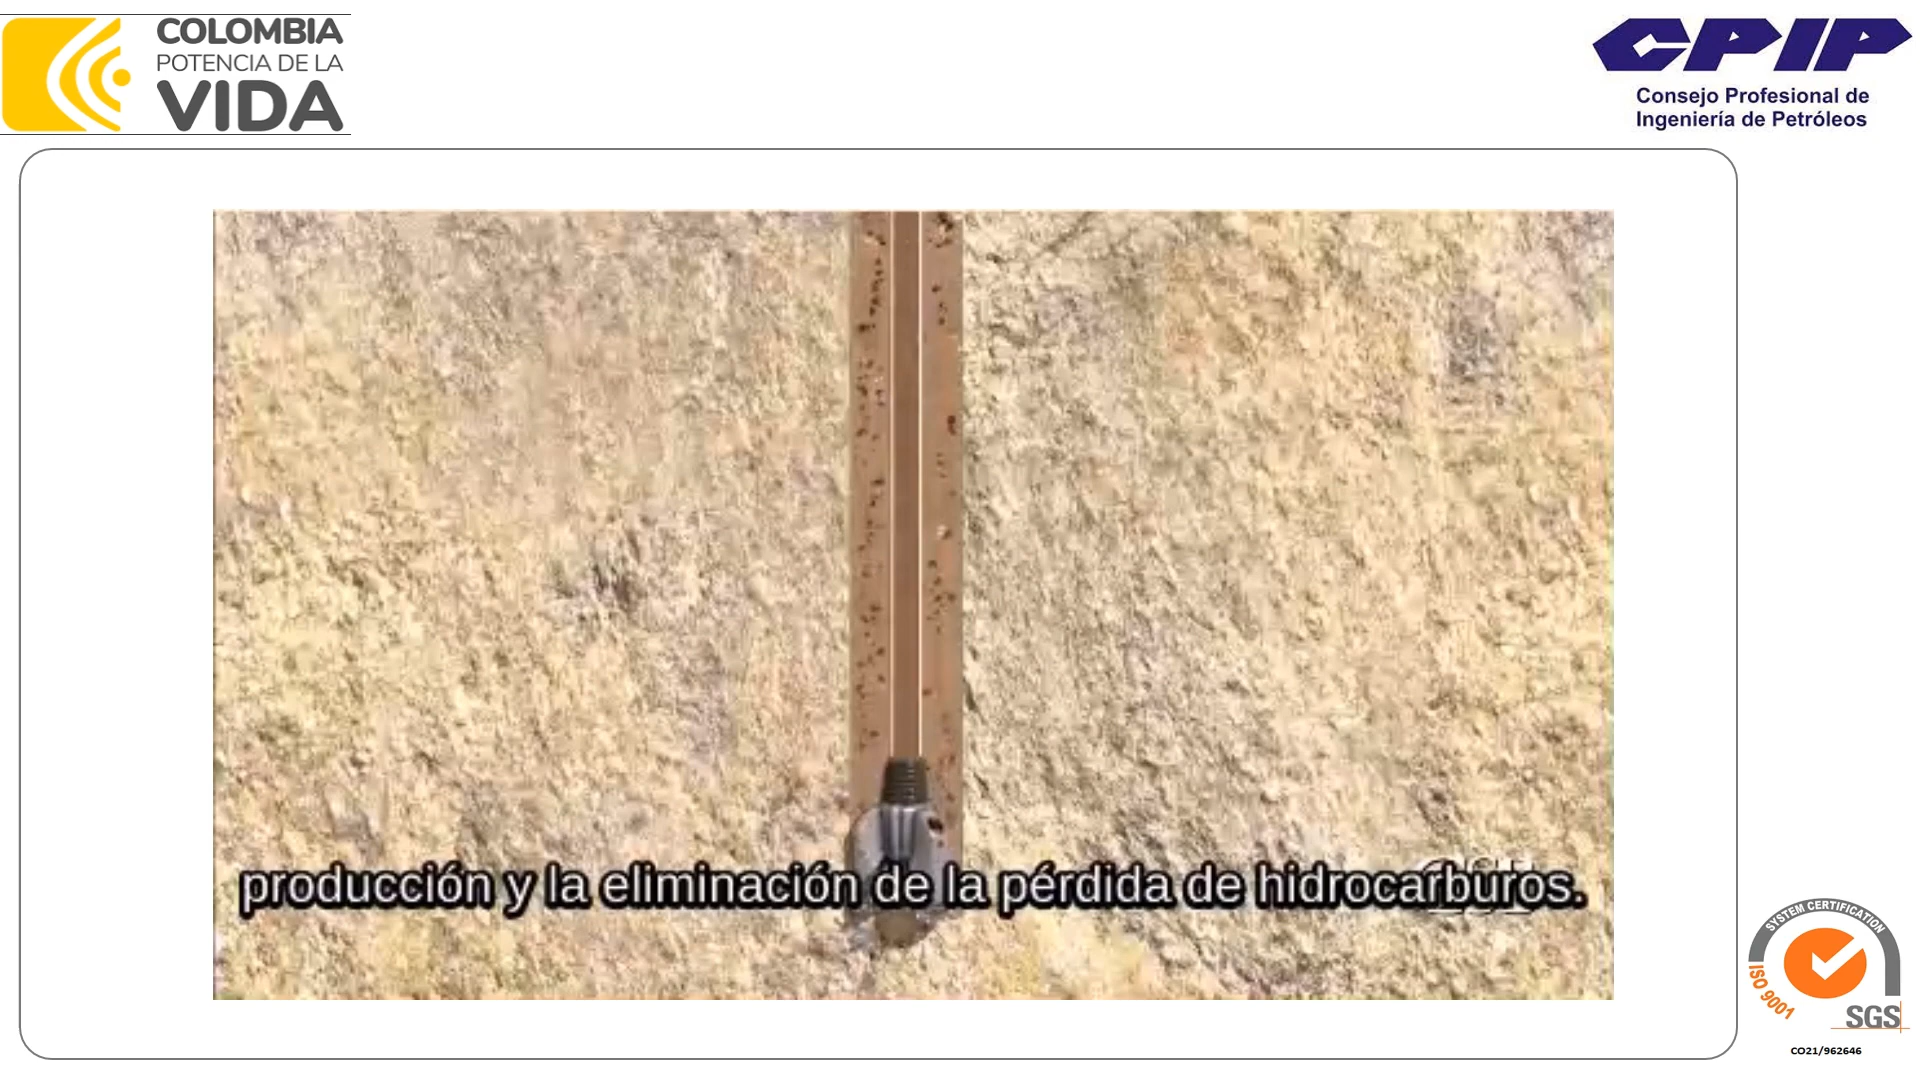 COLOMBIA
POTENCIA DE LA
VIDA
CPIP
Consejo Profesional de
Ingeniería de Petróleos
producción y la eliminación de la pérdida de hidrocarburos.
SYSTEM CERTIFICATION
ISO 9001
SGS
CO21/962646